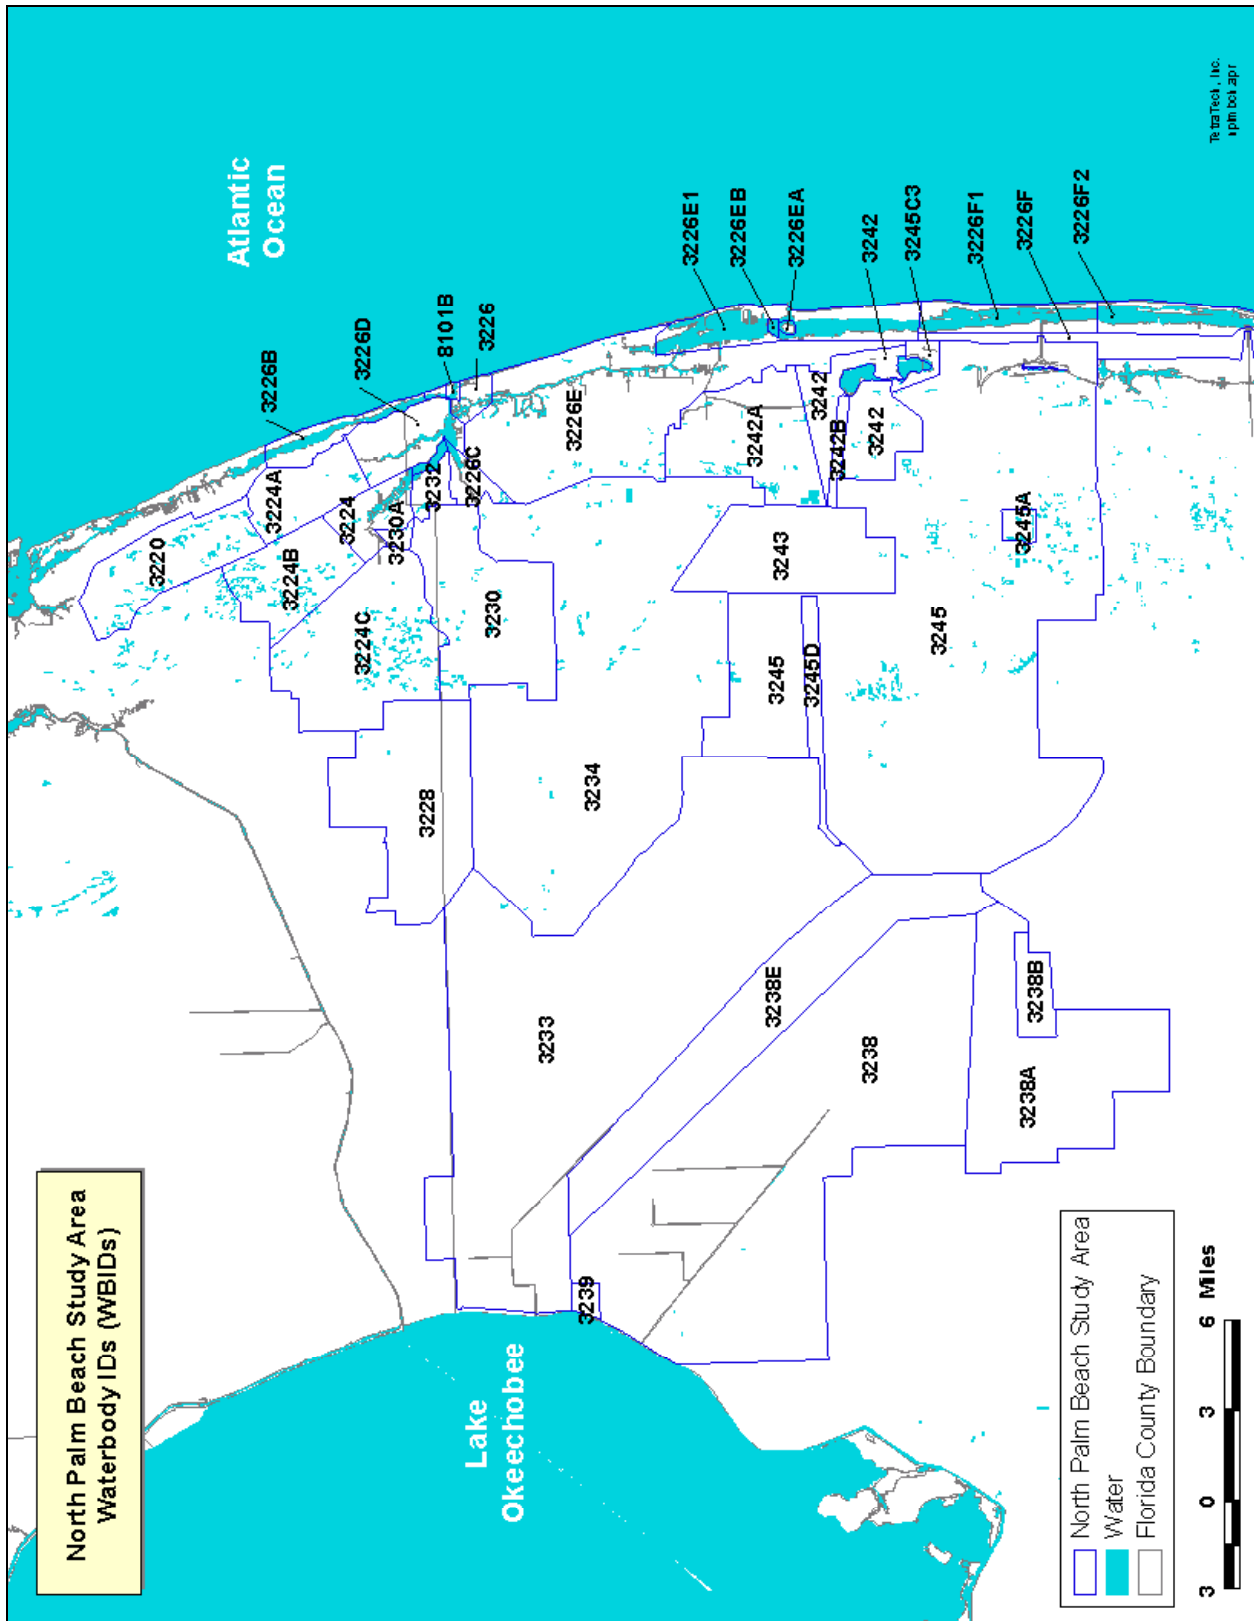 North Palm Beach Study Area
Waterbody IDs (WBIDs)
Atlantic
Ocean
Lake
Okeechobee
3226B
3226D
8101B
3226
3220
3224A
3224
3224B
3230A
3232
3226C
3224C
3230
3226E
3228
3234
3233
3239
3226E1
3226EB
3226EA
3242
3245C3
3226F1
3226F
3226F2
3242A
3242
3242B
3242
3243
3245A
3245
3245D
3245
3238E
3238
3238B
3238A
North Palm Beach Study Area
Water
Florida County Boundary
3 0 3 6 Miles
TetraTech, Inc.